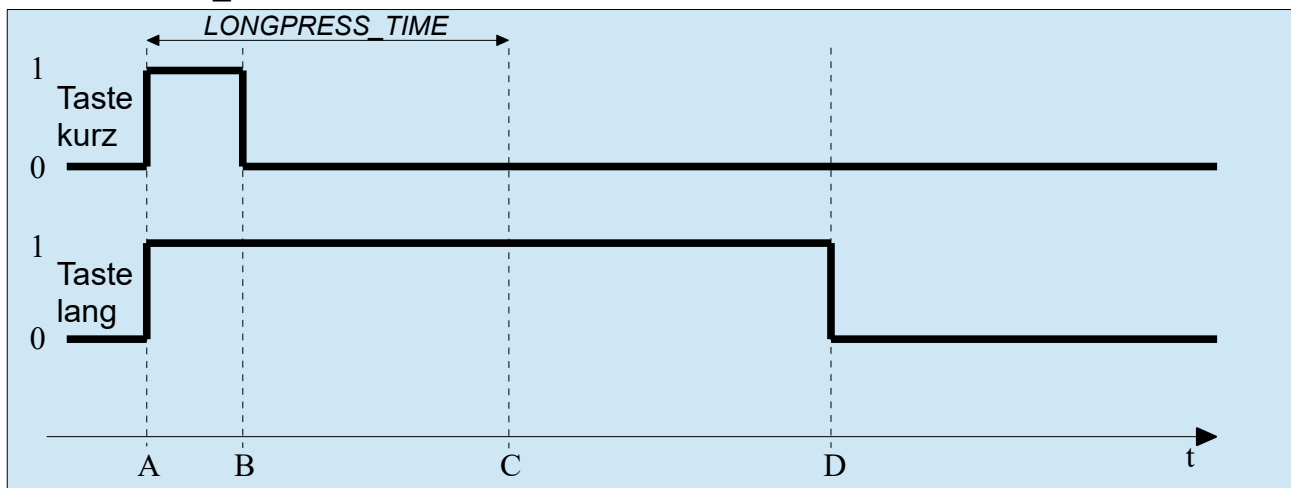 LONGPRESS_TIME
1
Taste
kurz
0
1
Taste
lang
0
A B C D t